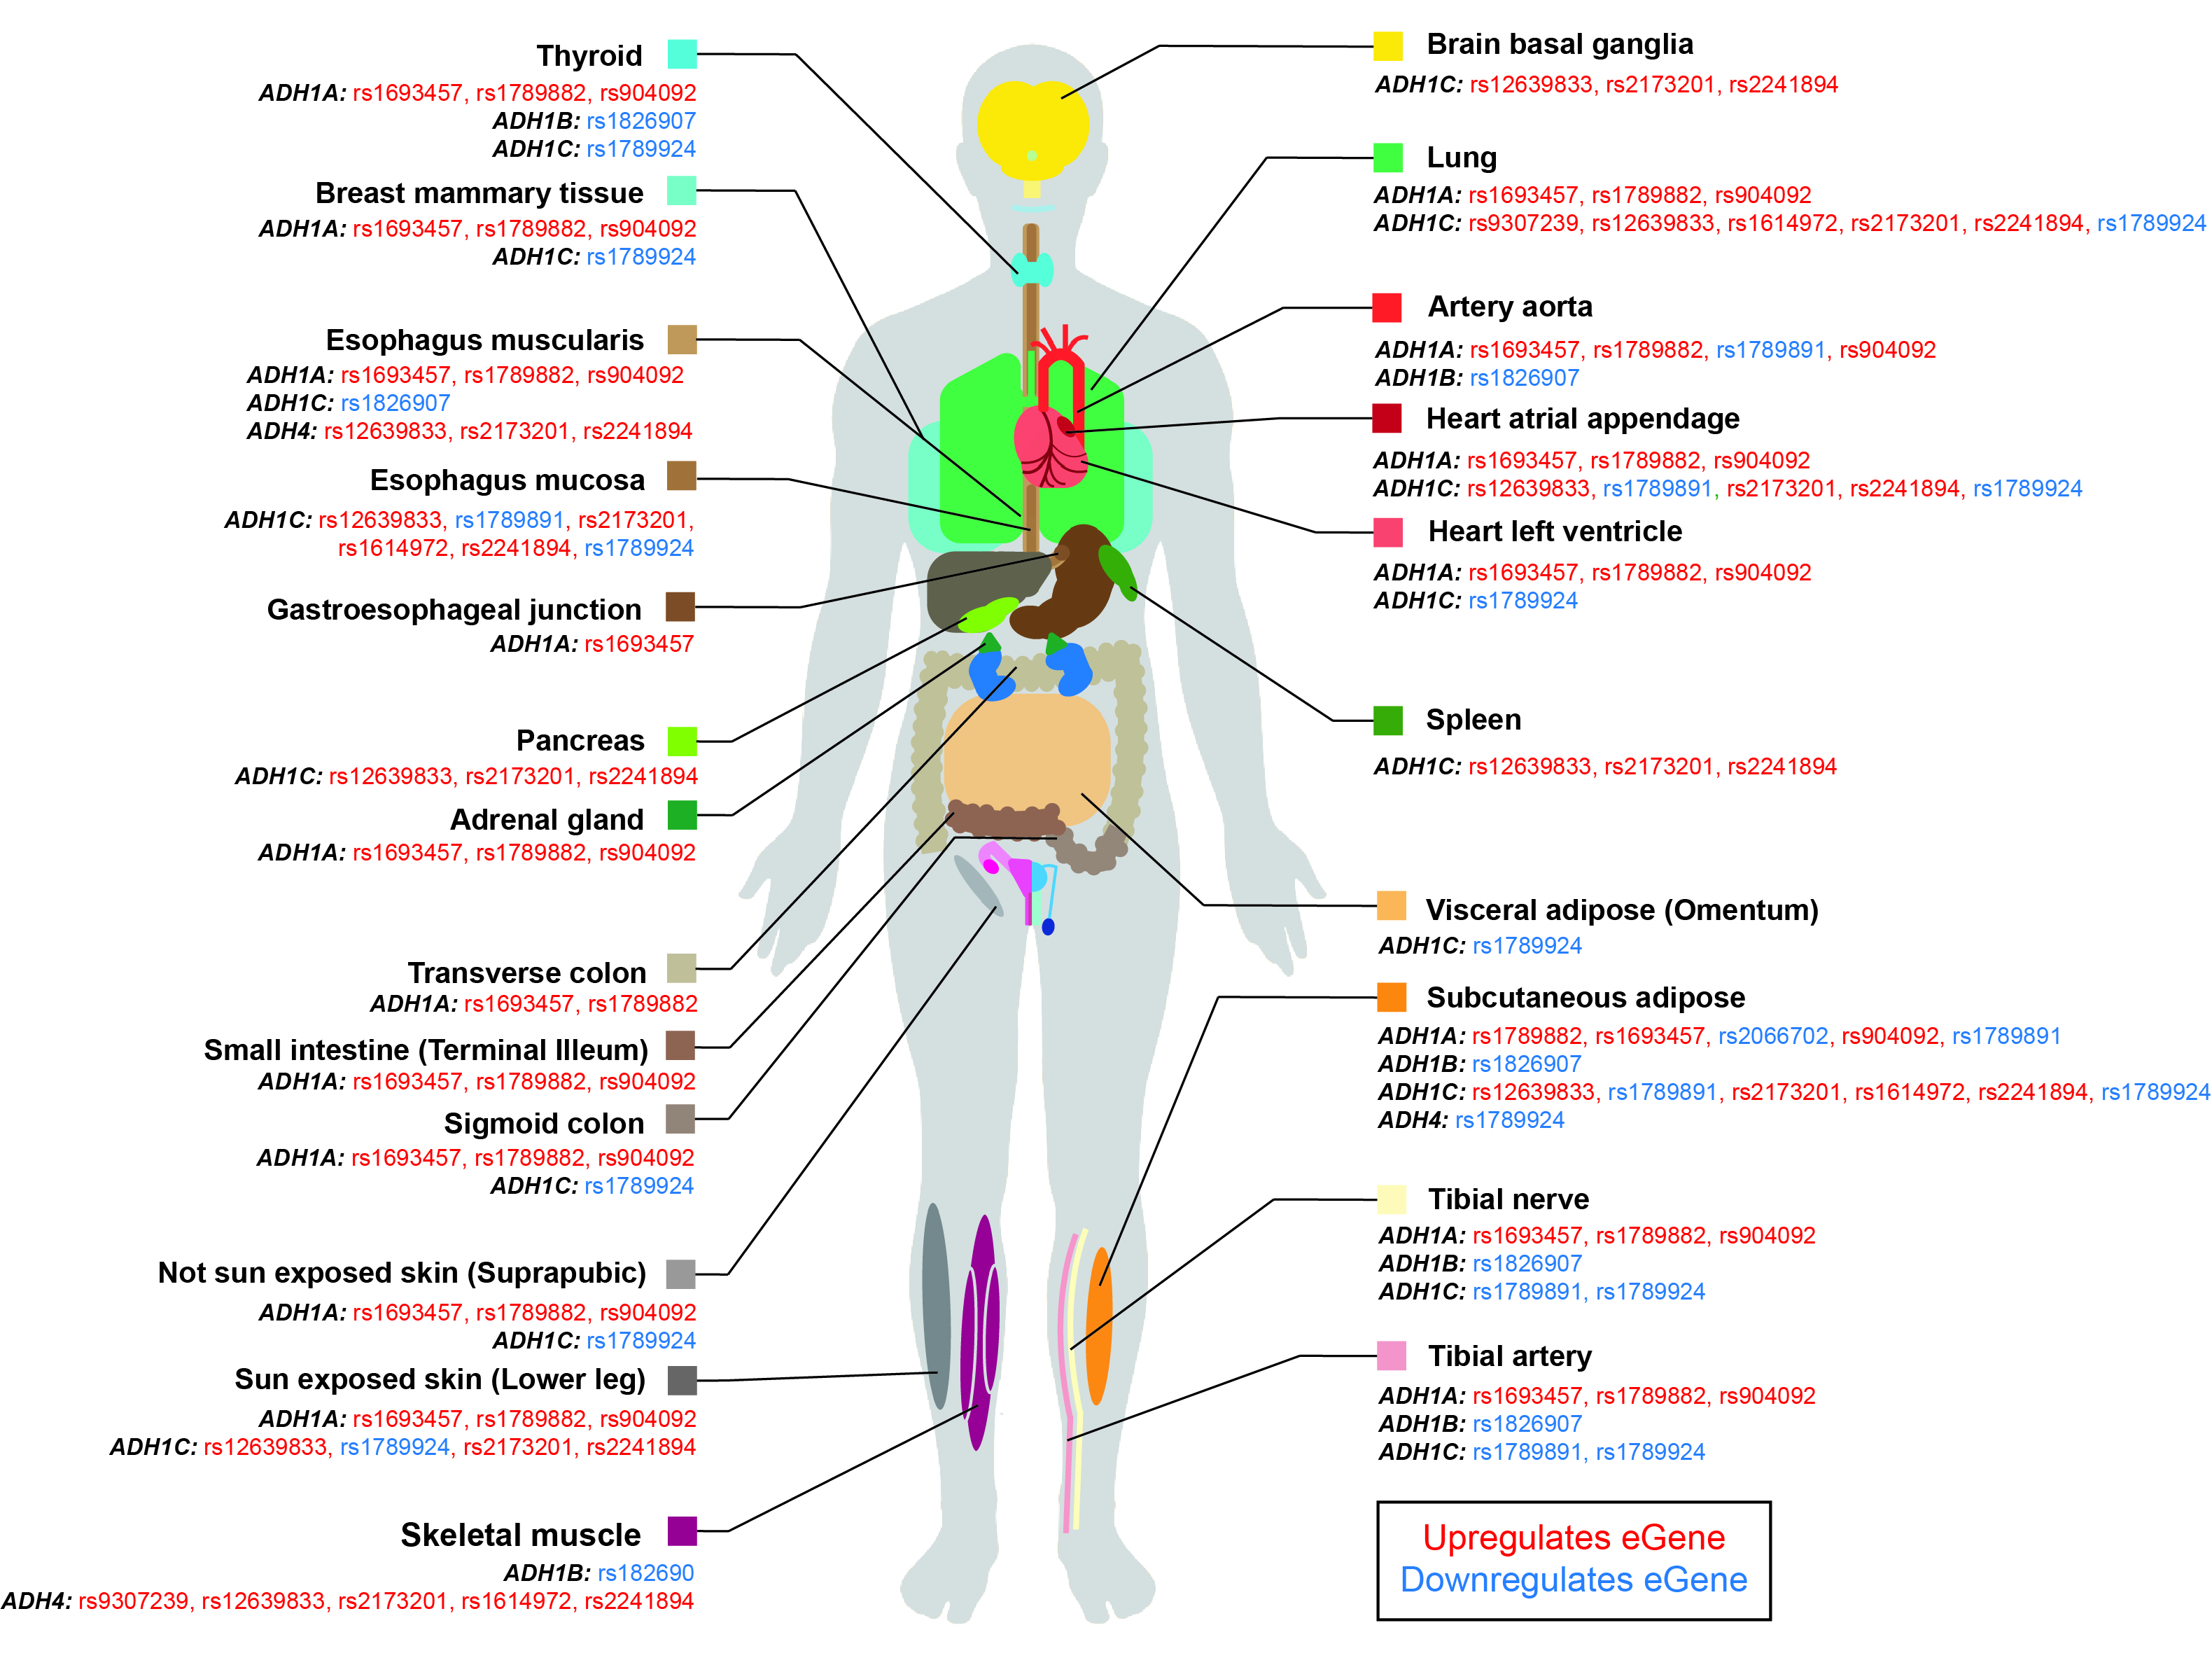 Thyroid
ADH1A: rs1693457, rs1789882, rs904092
ADH1B: rs1826907
ADH1C: rs1789924
Breast mammary tissue
ADH1A: rs1693457, rs1789882, rs904092
ADH1C: rs1789924
Esophagus muscularis
ADH1A: rs1693457, rs1789882, rs904092
ADH1C: rs1826907
ADH4: rs12639833, rs2173201, rs2241894
Esophagus mucosa
ADH1C: rs12639833, rs1789891, rs2173201,
rs1614972, rs2241894, rs1789924
Gastroesophageal junction
ADH1A: rs1693457
Pancreas
ADH1C: rs12639833, rs2173201, rs2241894
Adrenal gland
ADH1A: rs1693457, rs1789882, rs904092
Transverse colon
ADH1A: rs1693457, rs1789882
Small intestine (Terminal Illeum)
ADH1A: rs1693457, rs1789882, rs904092
Sigmoid colon
ADH1A: rs1693457, rs1789882, rs904092
ADH1C: rs1789924
Not sun exposed skin (Suprapubic)
ADH1A: rs1693457, rs1789882, rs904092
ADH1C: rs1789924
Sun exposed skin (Lower leg)
ADH1A: rs1693457, rs1789882, rs904092
ADH1C: rs12639833, rs1789924, rs2173201, rs2241894
Skeletal muscle
ADH1B: rs182690
ADH4: rs9307239, rs12639833, rs2173201, rs1614972, rs2241894
Brain basal ganglia
ADH1C: rs12639833, rs2173201, rs2241894
Lung
ADH1A: rs1693457, rs1789882, rs904092
ADH1C: rs9307239, rs12639833, rs1614972, rs2173201, rs2241894, rs1789924
Artery aorta
ADH1A: rs1693457, rs1789882, rs1789891, rs904092
ADH1B: rs1826907
Heart atrial appendage
ADH1A: rs1693457, rs1789882, rs904092
ADH1C: rs12639833, rs1789891, rs2173201, rs2241894, rs1789924
Heart left ventricle
ADH1A: rs1693457, rs1789882, rs904092
ADH1C: rs1789924
Spleen
ADH1C: rs12639833, rs2173201, rs2241894
Visceral adipose (Omentum)
ADH1C: rs1789924
Subcutaneous adipose
ADH1A: rs1789882, rs1693457, rs2066702, rs904092, rs1789891
ADH1B: rs1826907
ADH1C: rs12639833, rs1789891, rs2173201, rs1614972, rs2241894, rs1789924
ADH4: rs1789924
Tibial nerve
ADH1A: rs1693457, rs1789882, rs904092
ADH1B: rs1826907
ADH1C: rs1789891, rs1789924
Tibial artery
ADH1A: rs1693457, rs1789882, rs904092
ADH1B: rs1826907
ADH1C: rs1789891, rs1789924
Upregulates eGene
Downregulates eGene